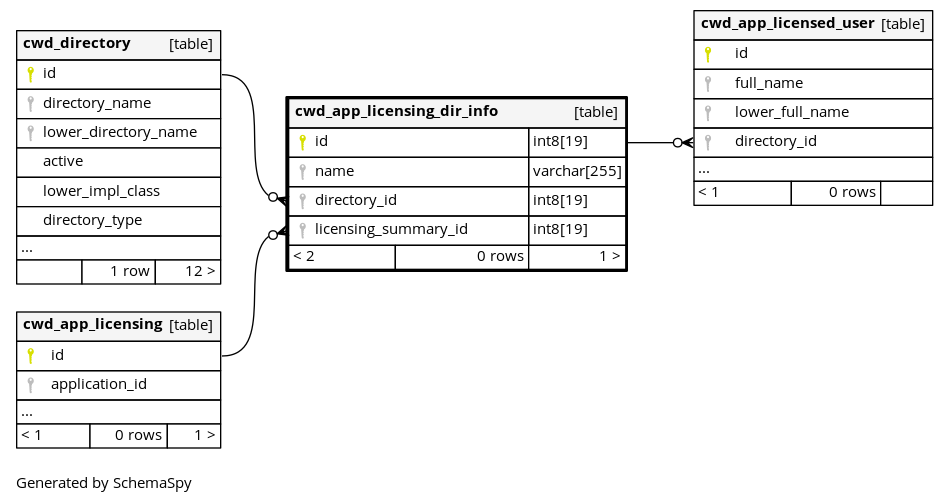 cwd_directory [table]
id
directory_name
lower_directory_name
active
lower_impl_class
directory_type
...
1 row 12 >
cwd_app_licensing [table]
id
application_id
...
< 1 0 rows 1 >
cwd_app_licensing_dir_info [table]
id int8[19]
name varchar[255]
directory_id int8[19]
licensing_summary_id int8[19]
< 2 0 rows 1 >
cwd_app_licensed_user [table]
id
full_name
lower_full_name
directory_id
...
< 1 0 rows
Generated by SchemaSpy